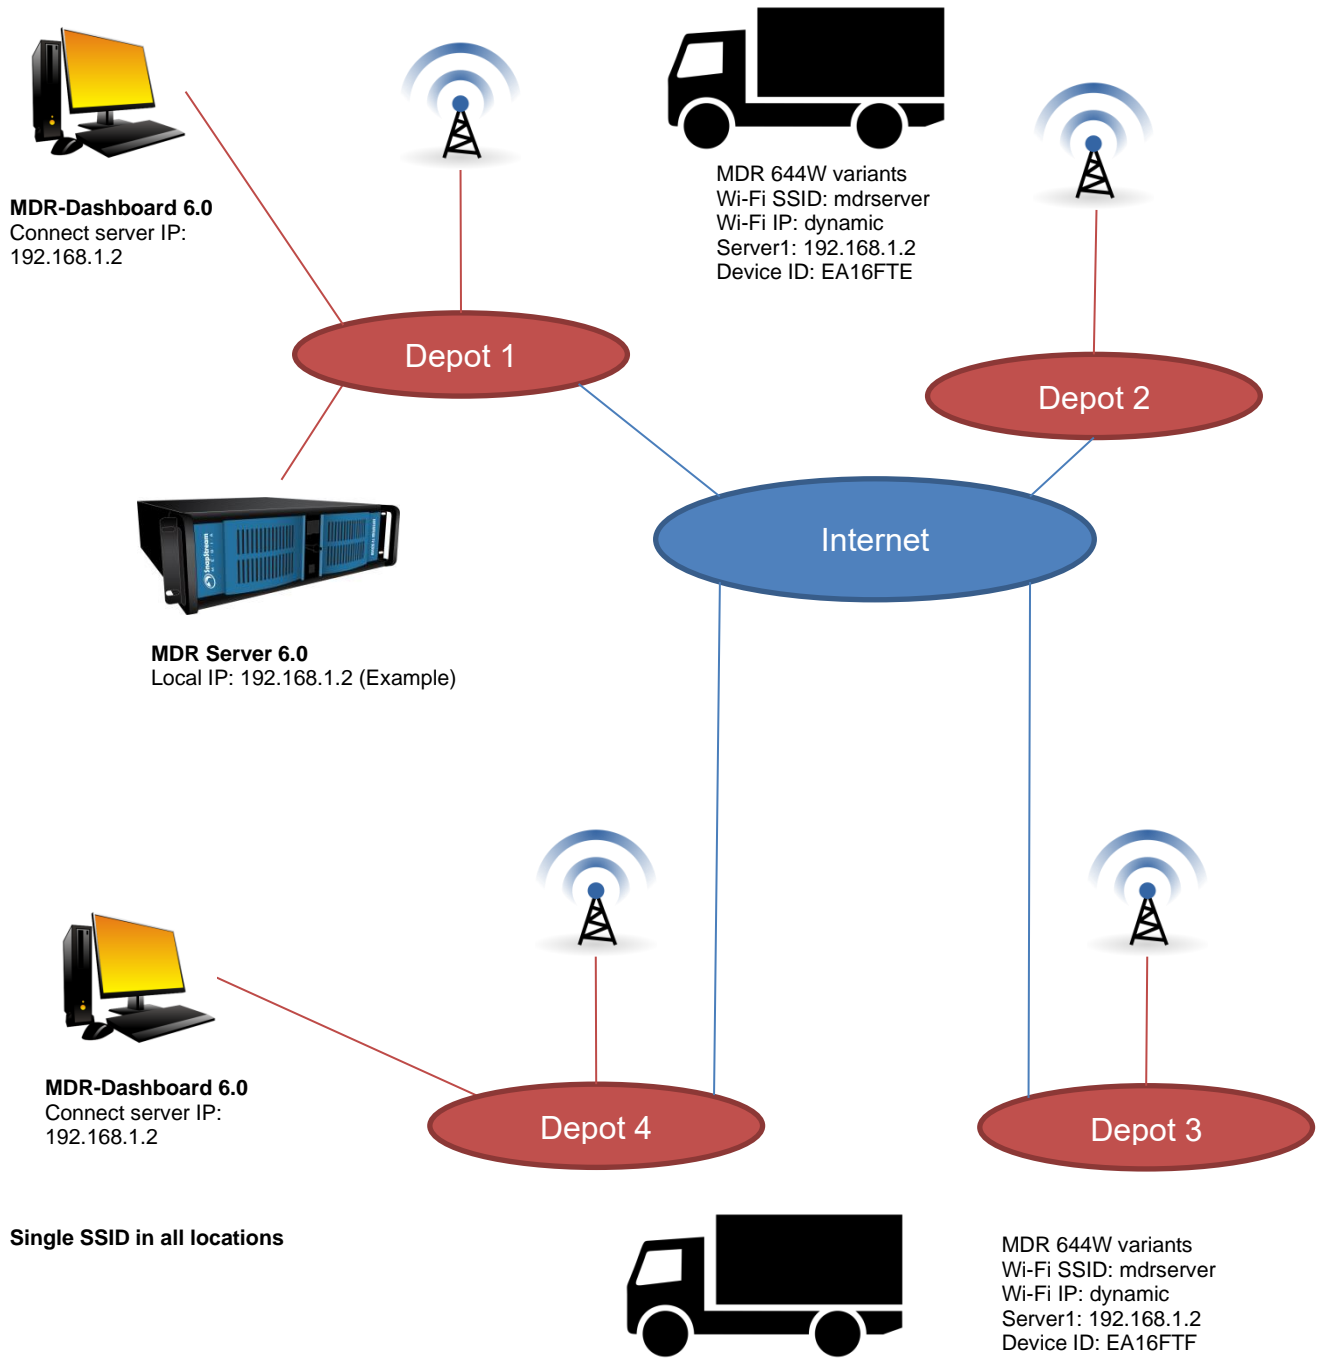 MDR 644W variants
Wi-Fi SSID: mdrserver
Wi-Fi IP: dynamic
Server1: 192.168.1.2
Device ID: EA16FTE
MDR-Dashboard 6.0
Connect server IP:
192.168.1.2
Depot 1
Depot 2
Internet
SnapStream
MDR Server 6.0
Local IP: 192.168.1.2 (Example)
MDR-Dashboard 6.0
Connect server IP:
192.168.1.2
Depot 4
Depot 3
Single SSID in all locations
MDR 644W variants
Wi-Fi SSID: mdrserver
Wi-Fi IP: dynamic
Server1: 192.168.1.2
Device ID: EA16FTF